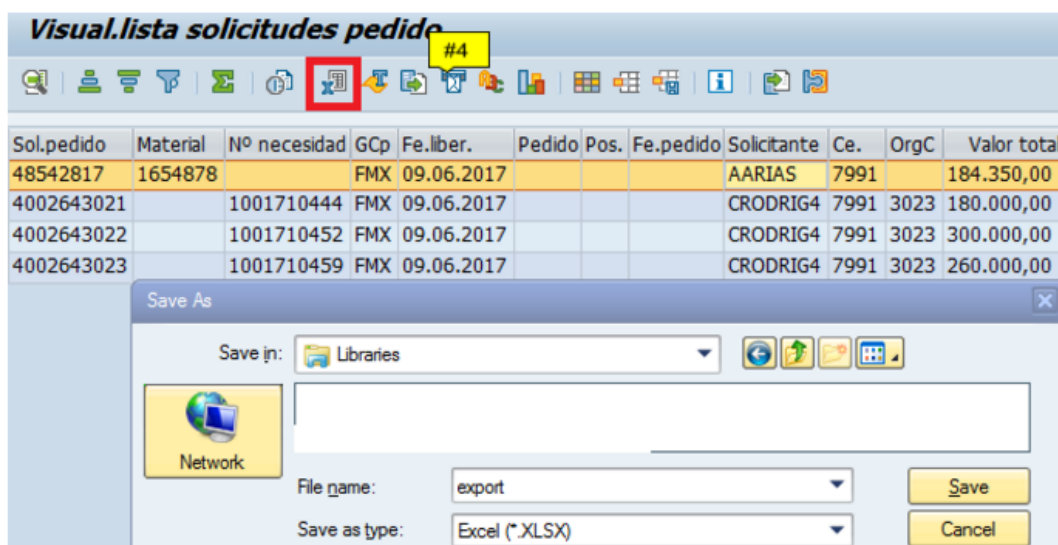 Visual.lista solicitudes pedido
#4
Sol.pedido Material Nº necesidad GCp Fe.liber. Pedido Pos. Fe.pedido Solicitante Ce. OrgC Valor total
48542817 1654878 FMX 09.06.2017 AARIAS 7991 184.350,00
4002643021 1001710444 FMX 09.06.2017 CRODRIG4 7991 3023 180.000,00
4002643022 1001710452 FMX 09.06.2017 CRODRIG4 7991 3023 300.000,00
4002643023 1001710459 FMX 09.06.2017 CRODRIG4 7991 3023 260.000,00
Save As
Save in: Libraries
Network
File name: export Save
Save as type: Excel (*.XLSX) Cancel